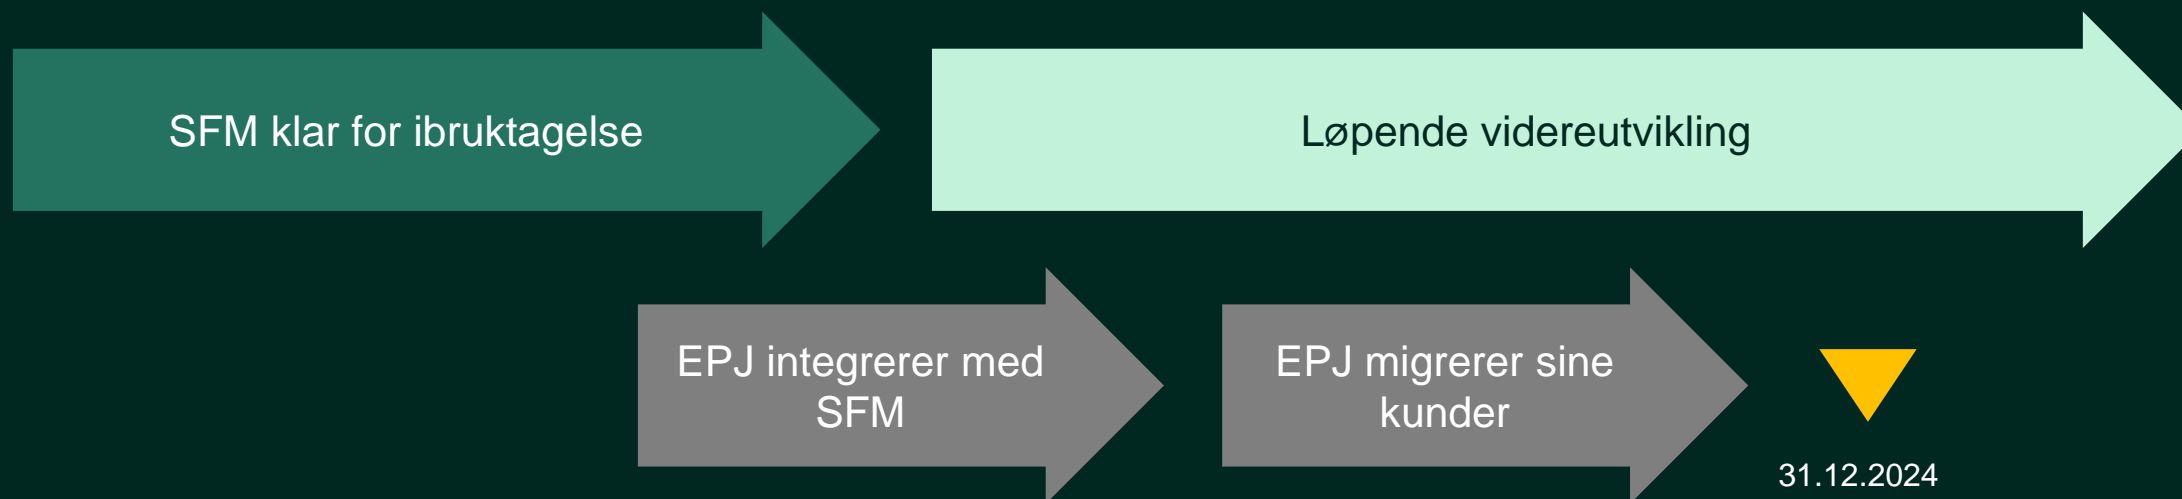 SFM klar for ibruktagelse
Løpende videreutvikling
EPJ integrerer med
SFM
EPJ migrerer sine
kunder
31.12.2024